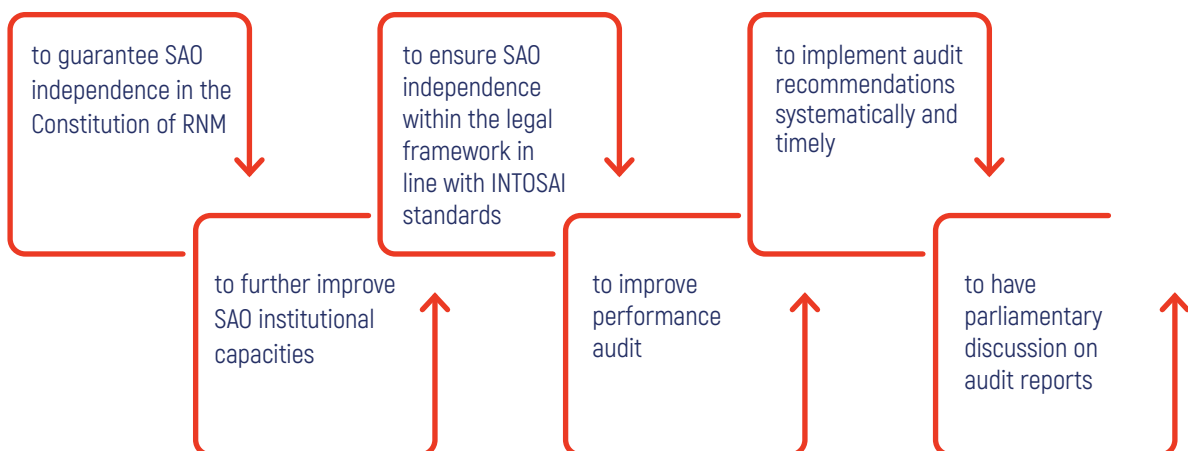 to guarantee SAO
independence in the
Constitution of RNM
to further improve
SAO institutional
capacities
to ensure SAO
independence
within the legal
framework in
line with INTOSAI
standards
to improve
performance
audit
to implement audit
recommendations
systematically and
timely
to have
parliamentary
discussion on
audit reports